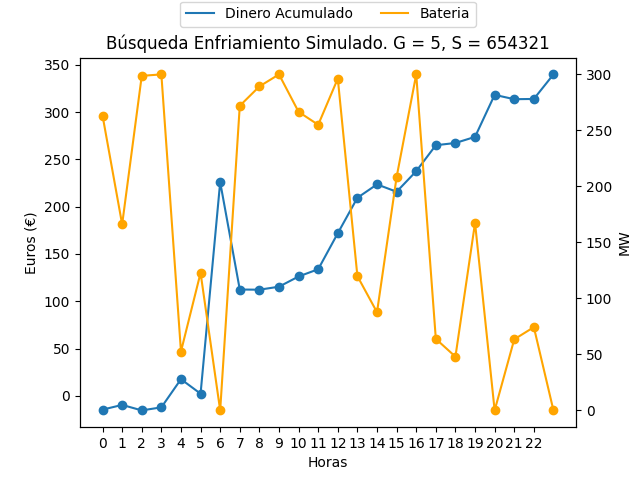 Dinero Acumulado Bateria
Búsqueda Enfriamiento Simulado. G = 5, S = 654321
350
300
250
200
150
100
50
0
Euros (€)
300
250
200
150
100
50
0
MW
0 1 2 3 4 5 6 7 8 9 10 11 12 13 14 15 16 17 18 19 20 21 22
Horas